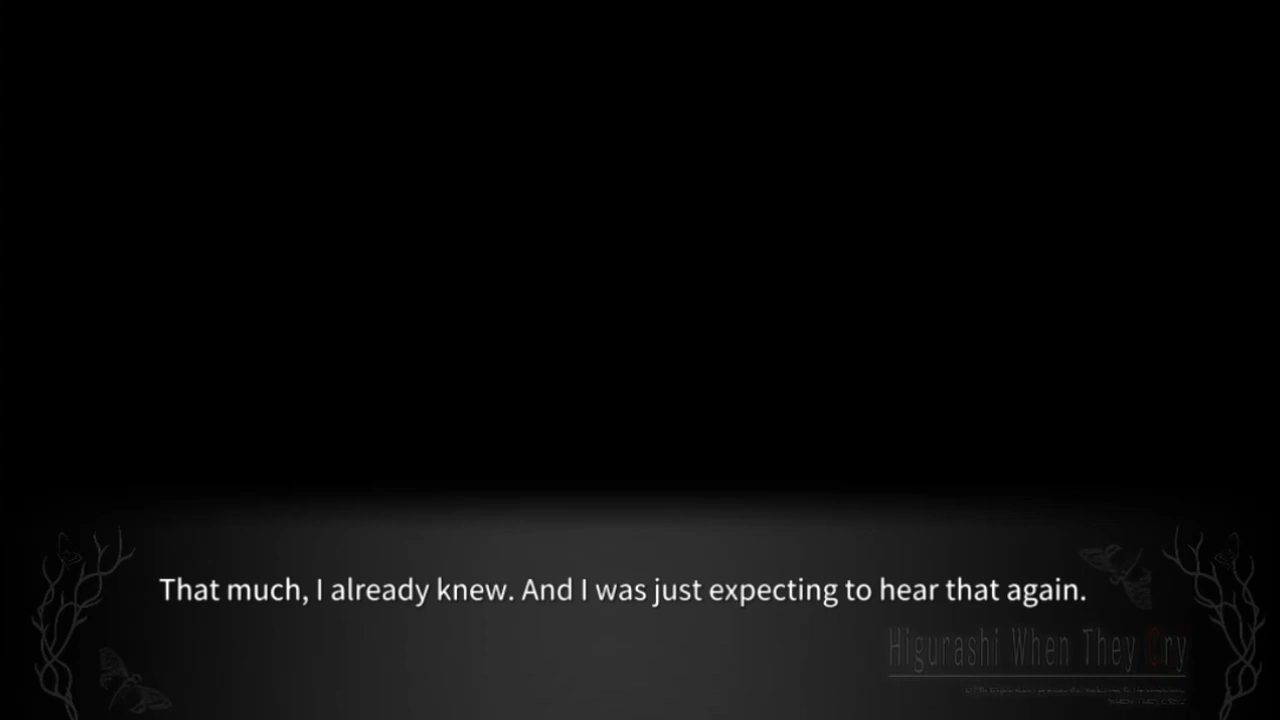 That much, I already knew. And I was just expecting to hear that again.
Higurashi When They Cry